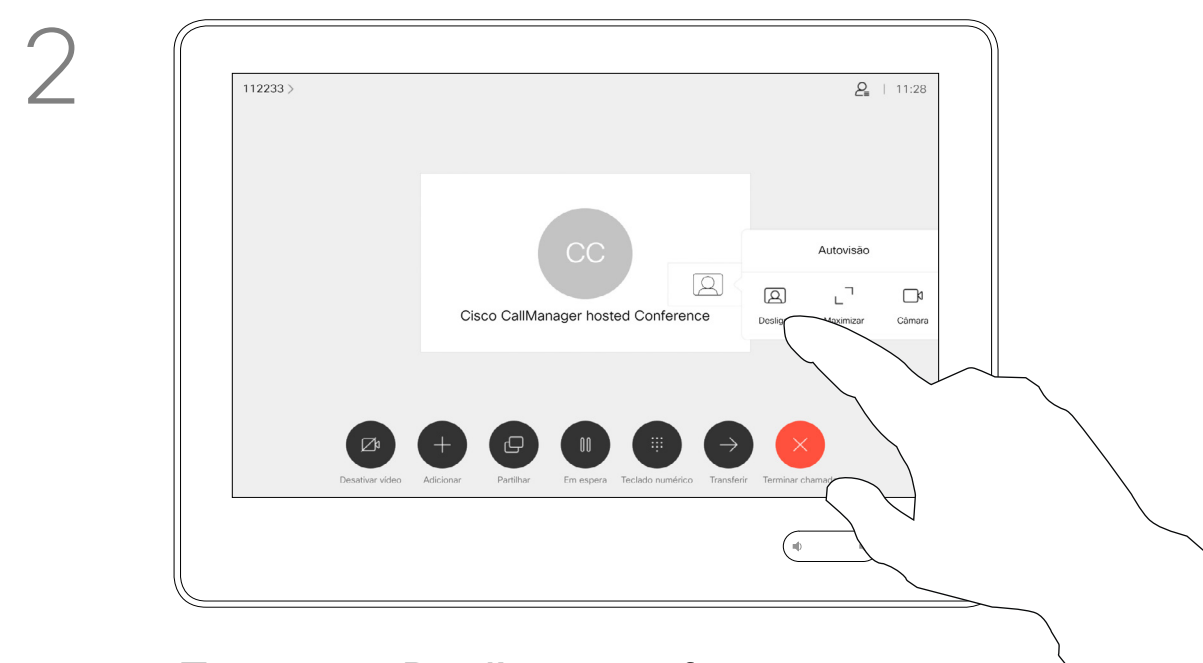 2
112233 >
11:28
CC
Autovisão
Cisco CallManager hosted Conference
Maximizar
Câmara
Desativar vídeo
Adicionar
Partilhar
Em espera
Teclado numérico
Transferir
Terminar